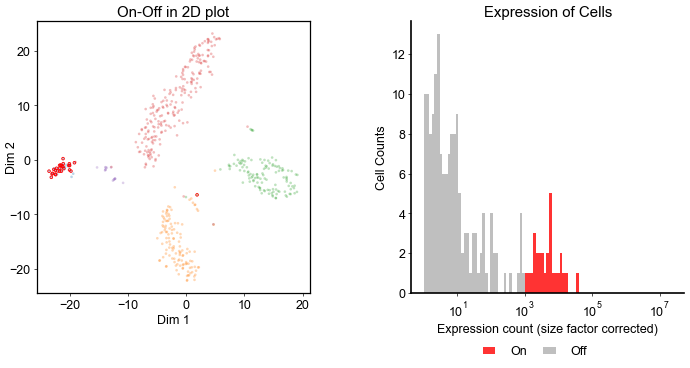 On-Off in 2D plot
Dim 2
20
10
0
−10
−20
−20
−10
0
10
20
Dim 1
Expression of Cells
Cell Counts
12
10
8
6
4
2
0
10^1
10^3
10^5
10^7
Expression count (size factor corrected)
On
Off